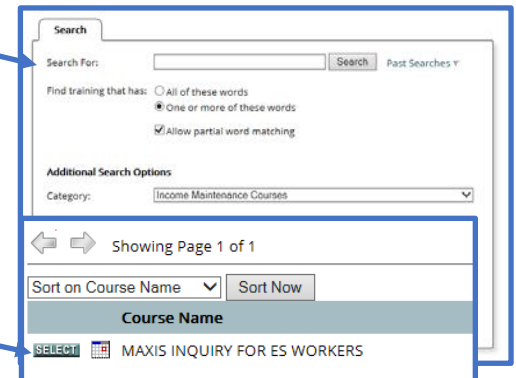 Search
Search For: Search Past Searches
Find training that has: All of these words
One or more of these words
Allow partial word matching
Additional Search Options
Category: Income Maintenance Courses
Showing Page 1 of 1
Sort on Course Name Sort Now
Course Name
SELECT MAXIS INQUIRY FOR ES WORKERS